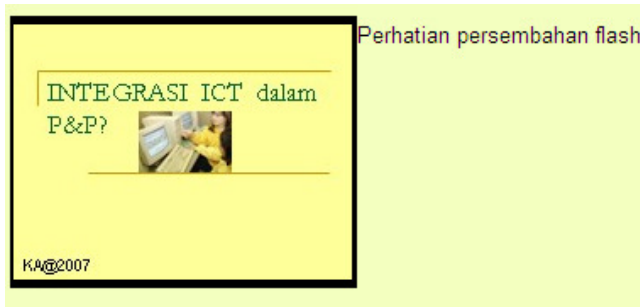 Perhatian persembahan flash
INTEGRASI ICT dalam
P&P?
KA@2007